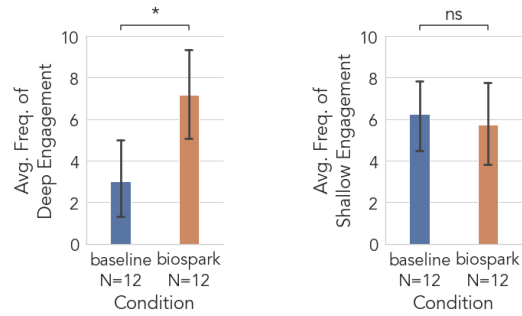 *
10
8
6
4
2
0
Avg. Freq. of
Deep Engagement
baseline biospark
N=12 N=12
Condition
ns
10
8
6
4
2
0
Avg. Freq. of
Shallow Engagement
baseline biospark
N=12 N=12
Condition